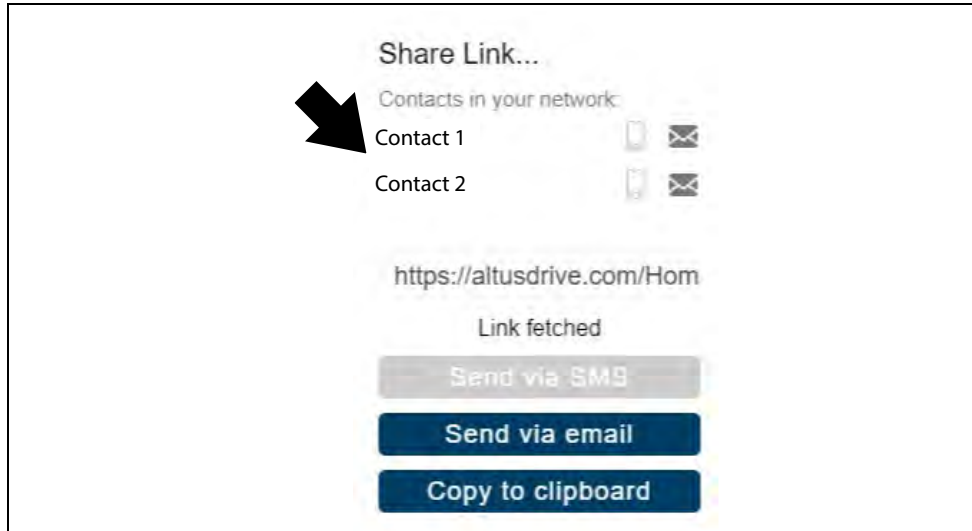 Share Link...
Contacts in your network:
Contact 1
Contact 2
https://altusdrive.com/Hom
Link fetched
Send via SMS
Send via email
Copy to clipboard